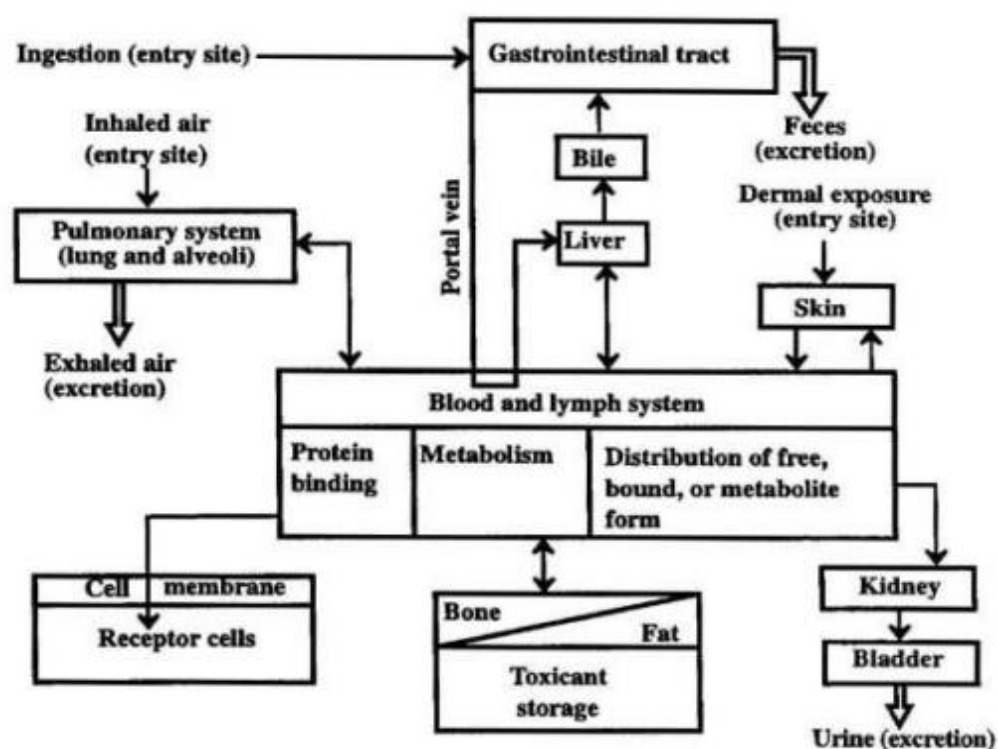 Ingestion (entry site)
Gastrointestinal tract
Inhaled air
(entry site)
Feces
(excretion)
Bile
Portal vein
Dermal exposure
(entry site)
Pulmonary system
(lung and alveoli)
Liver
Skin
Exhaled air
(excretion)
Blood and lymph system
Protein
binding
Metabolism
Distribution of free,
bound, or metabolite
form
Cell membrane
Receptor cells
Bone
Fat
Toxicant
storage
Kidney
Bladder
Urine (excretion)